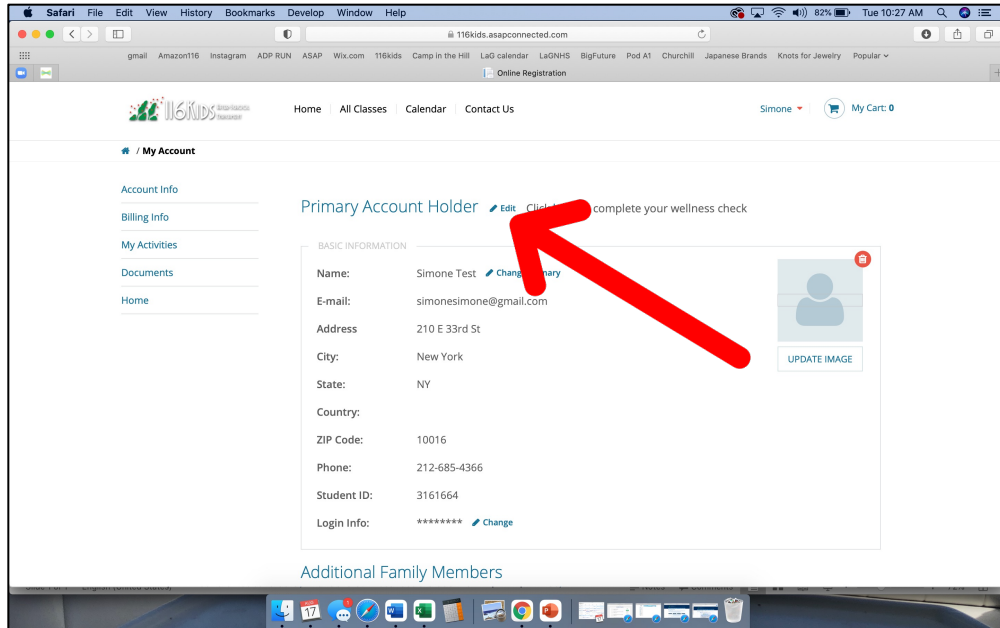 Safari File Edit View History Bookmarks Develop Window Help 82% Tue 10:27 AM
116kids.asapconnected.com
gmail Amazon116 Instagram ADP RUN ASAP Wix.com 116kids Camp in the Hill LaG calendar LaGNHS BigFuture Pod A1 Churchill Japanese Brands Knots for Jewelry Popular
Online Registration
116Kids Home All Classes Calendar Contact Us Simone My Cart: 0
/ My Account
Account Info
Billing Info
My Activities
Documents
Home
Primary Account Holder Edit complete your wellness check
BASIC INFORMATION
Name: Simone Test
E-mail: simonesimone@gmail.com
Address 210 E 33rd St
City: New York
State: NY
Country:
ZIP Code: 10016
Phone: 212-685-4366
Student ID: 3161664
Login Info: ******** Change
UPDATE IMAGE
Additional Family Members
17